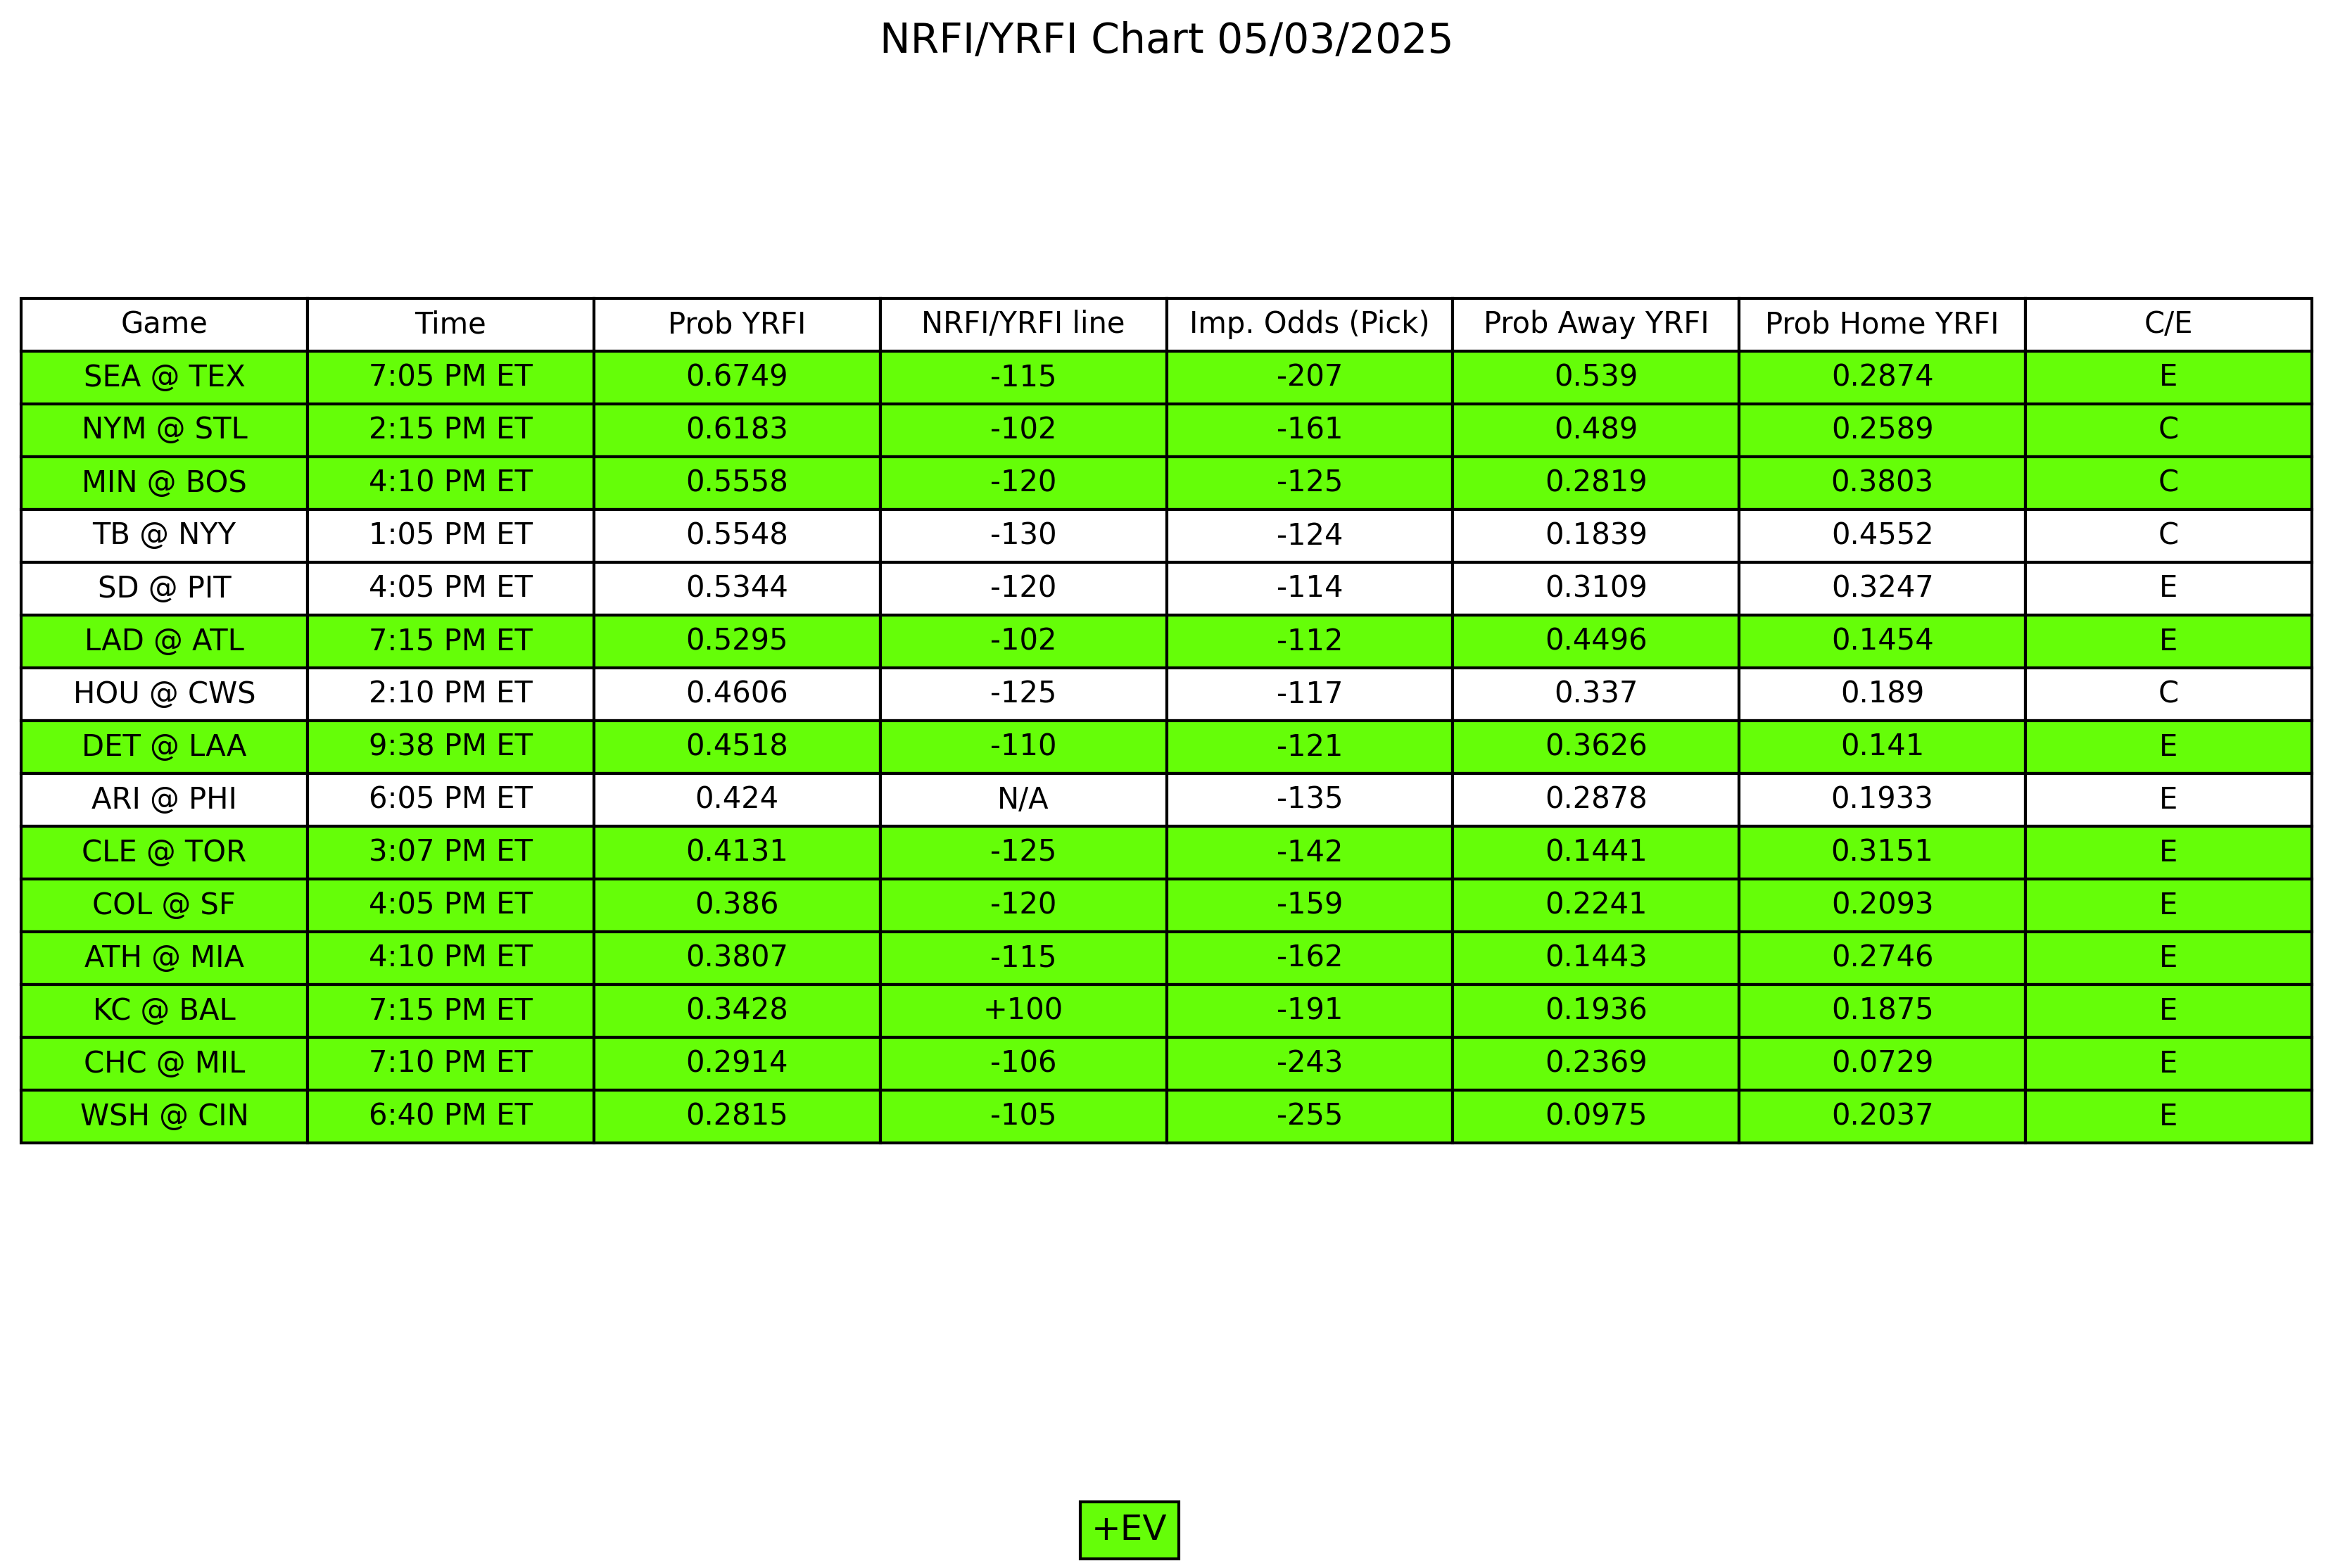 NRFI/YRFI Chart 05/03/2025
Game Time Prob YRFI NRFI/YRFI line Imp. Odds (Pick) Prob Away YRFI Prob Home YRFI C/E
SEA @ TEX 7:05 PM ET 0.6749 -115 -207 0.539 0.2874 E
NYM @ STL 2:15 PM ET 0.6183 -102 -161 0.489 0.2589 C
MIN @ BOS 4:10 PM ET 0.5558 -120 -125 0.2819 0.3803 C
TB @ NYY 1:05 PM ET 0.5548 -130 -124 0.1839 0.4552 C
SD @ PIT 4:05 PM ET 0.5344 -120 -114 0.3109 0.3247 E
LAD @ ATL 7:15 PM ET 0.5295 -102 -112 0.4496 0.1454 E
HOU @ CWS 2:10 PM ET 0.4606 -125 -117 0.337 0.189 C
DET @ LAA 9:38 PM ET 0.4518 -110 -121 0.3626 0.141 E
ARI @ PHI 6:05 PM ET 0.424 N/A -135 0.2878 0.1933 E
CLE @ TOR 3:07 PM ET 0.4131 -125 -142 0.1441 0.3151 E
COL @ SF 4:05 PM ET 0.386 -120 -159 0.2241 0.2093 E
ATH @ MIA 4:10 PM ET 0.3807 -115 -162 0.1443 0.2746 E
KC @ BAL 7:15 PM ET 0.3428 +100 -191 0.1936 0.1875 E
CHC @ MIL 7:10 PM ET 0.2914 -106 -243 0.2369 0.0729 E
WSH @ CIN 6:40 PM ET 0.2815 -105 -255 0.0975 0.2037 E
+EV